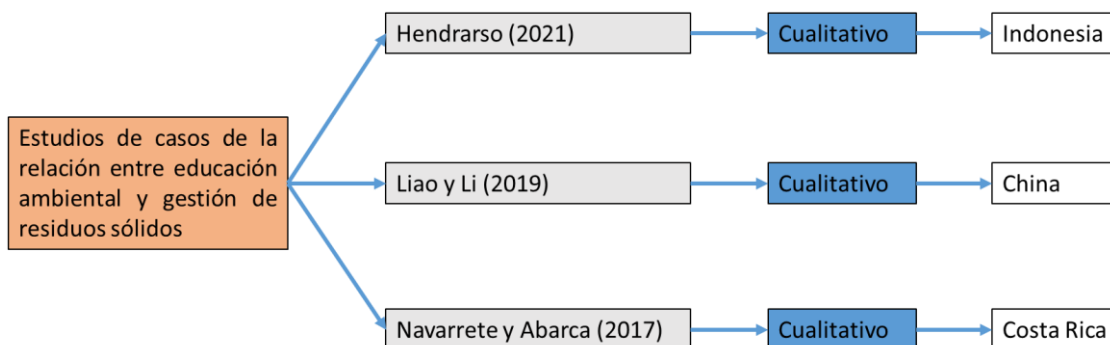 Hendrarso (2021)
Cualitativo
Indonesia
Estudios de casos de la
relación entre educación
ambiental y gestión de
residuos sólidos
Liao y Li (2019)
Cualitativo
China
Navarrete y Abarca (2017)
Cualitativo
Costa Rica